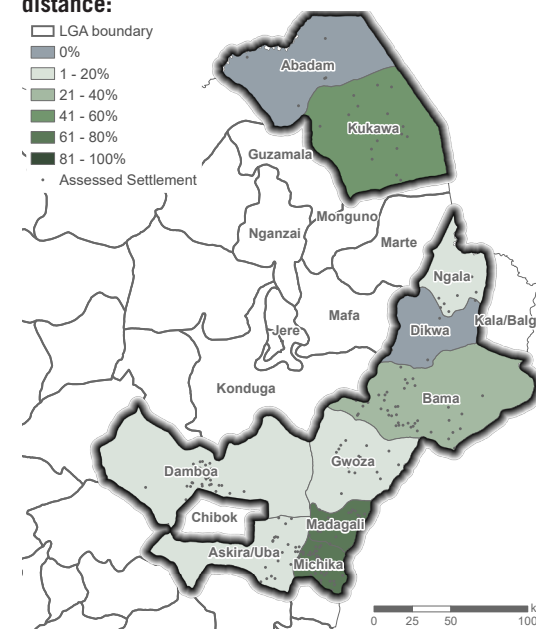 distance:
LGA boundary
0%
1 - 20%
21 - 40%
41 - 60%
61 - 80%
81 - 100%
Assessed Settlement
Abadam
Kukawa
Guzamala
Monguno
Nganzai
Marte
Ngala
Mafa
Jere
Dikwa
Kala/Balg
Konduga
Bama
Gwoza
Damboa
Chibok
Madagali
Askira/Uba
Michika
k
0 25 50 100